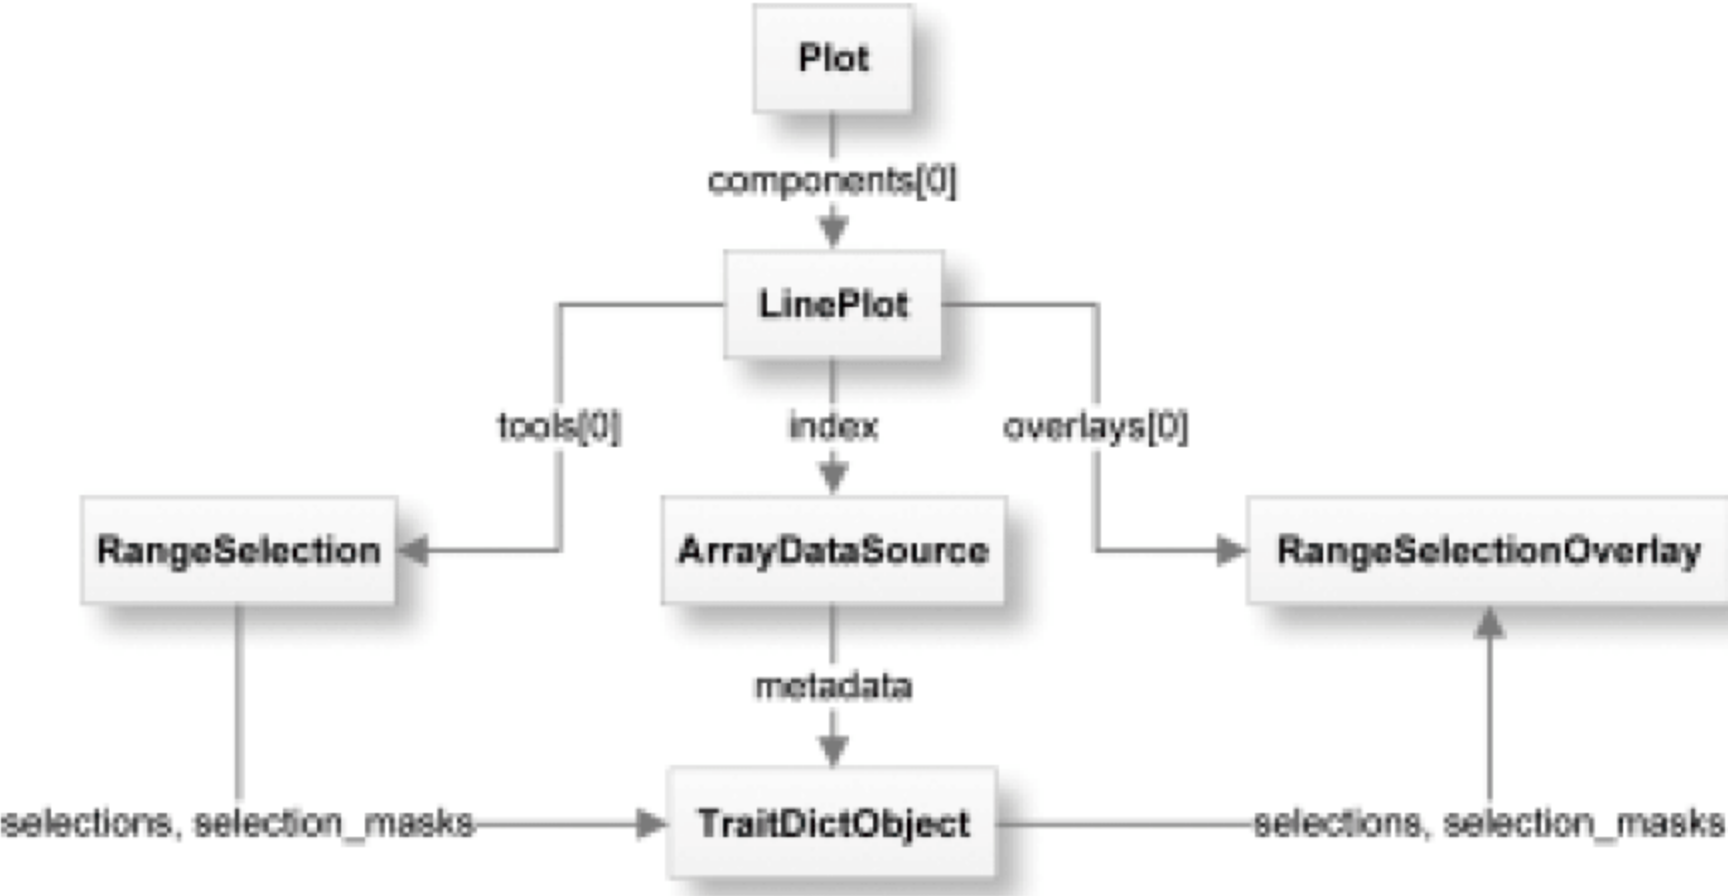 Plot
components[0]
LinePlot
tools[0]
index
overlays[0]
RangeSelection
ArrayDataSource
RangeSelectionOverlay
metadata
selections, selection_masks
TraitDictObject
selections, selection_masks